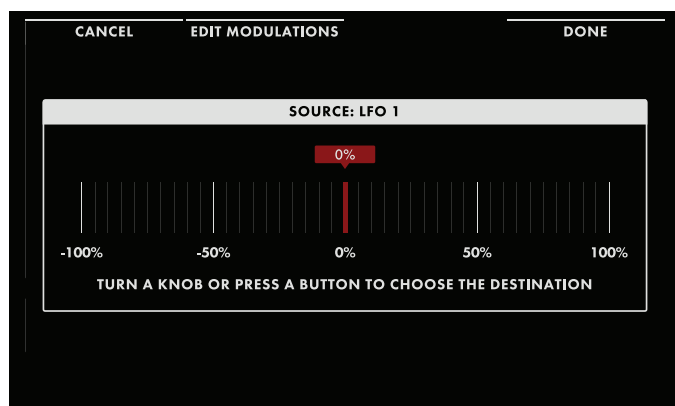 CANCEL EDIT MODULATIONS DONE
SOURCE: LFO 1
0%
-100% -50% 0% 50% 100%
TURN A KNOB OR PRESS A BUTTON TO CHOOSE THE DESTINATION